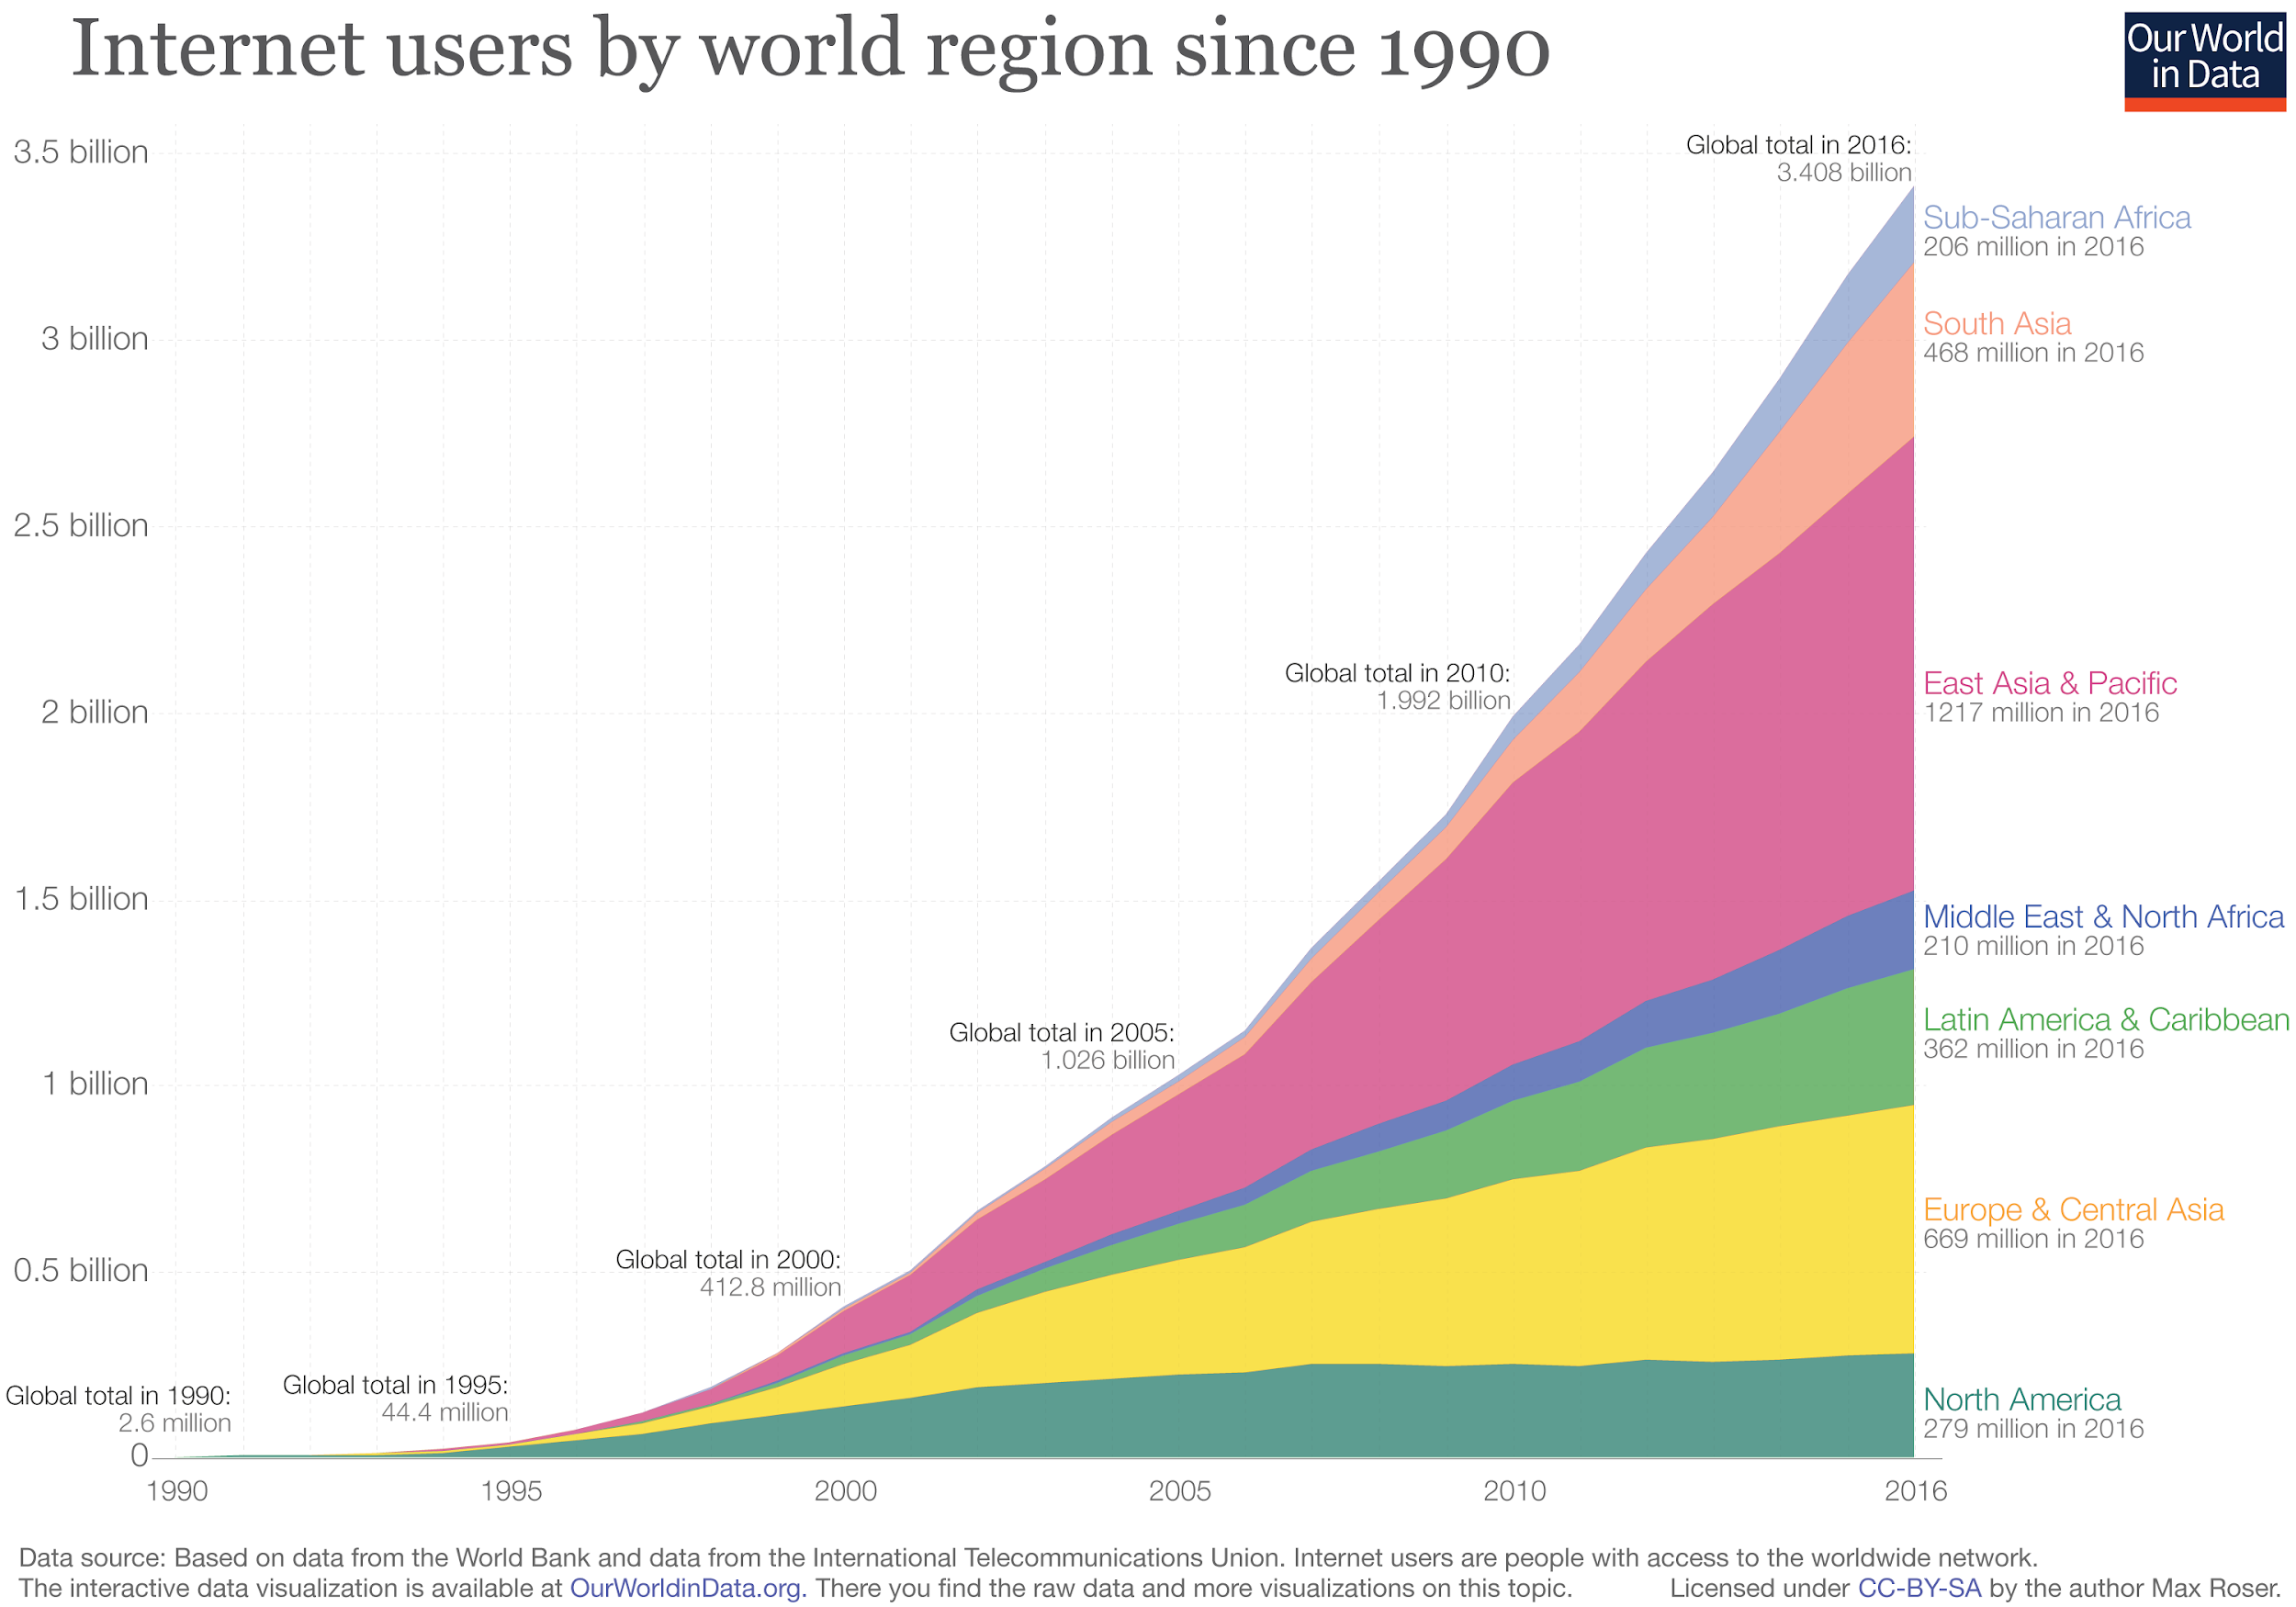 Internet users by world region since 1990
Our World
in Data
3.5 billion
3 billion
2.5 billion
2 billion
1.5 billion
1 billion
0.5 billion
0
Global total in 1990:
2.6 million
Global total in 1995:
44.4 million
Global total in 2000:
412.8 million
Global total in 2005:
1.026 billion
Global total in 2010:
1.992 billion
Global total in 2016:
3.408 billion
Sub-Saharan Africa
206 million in 2016
South Asia
468 million in 2016
East Asia & Pacific
1217 million in 2016
Middle East & North Africa
210 million in 2016
Latin America & Caribbean
362 million in 2016
Europe & Central Asia
669 million in 2016
North America
279 million in 2016
1990
1995
2000
2005
2010
2016
Data source: Based on data from the World Bank and data from the International Telecommunications Union. Internet users are people with access to the worldwide network.
The interactive data visualization is available at OurWorldinData.org. There you find the raw data and more visualizations on this topic.
Licensed under CC-BY-SA by the author Max Roser.